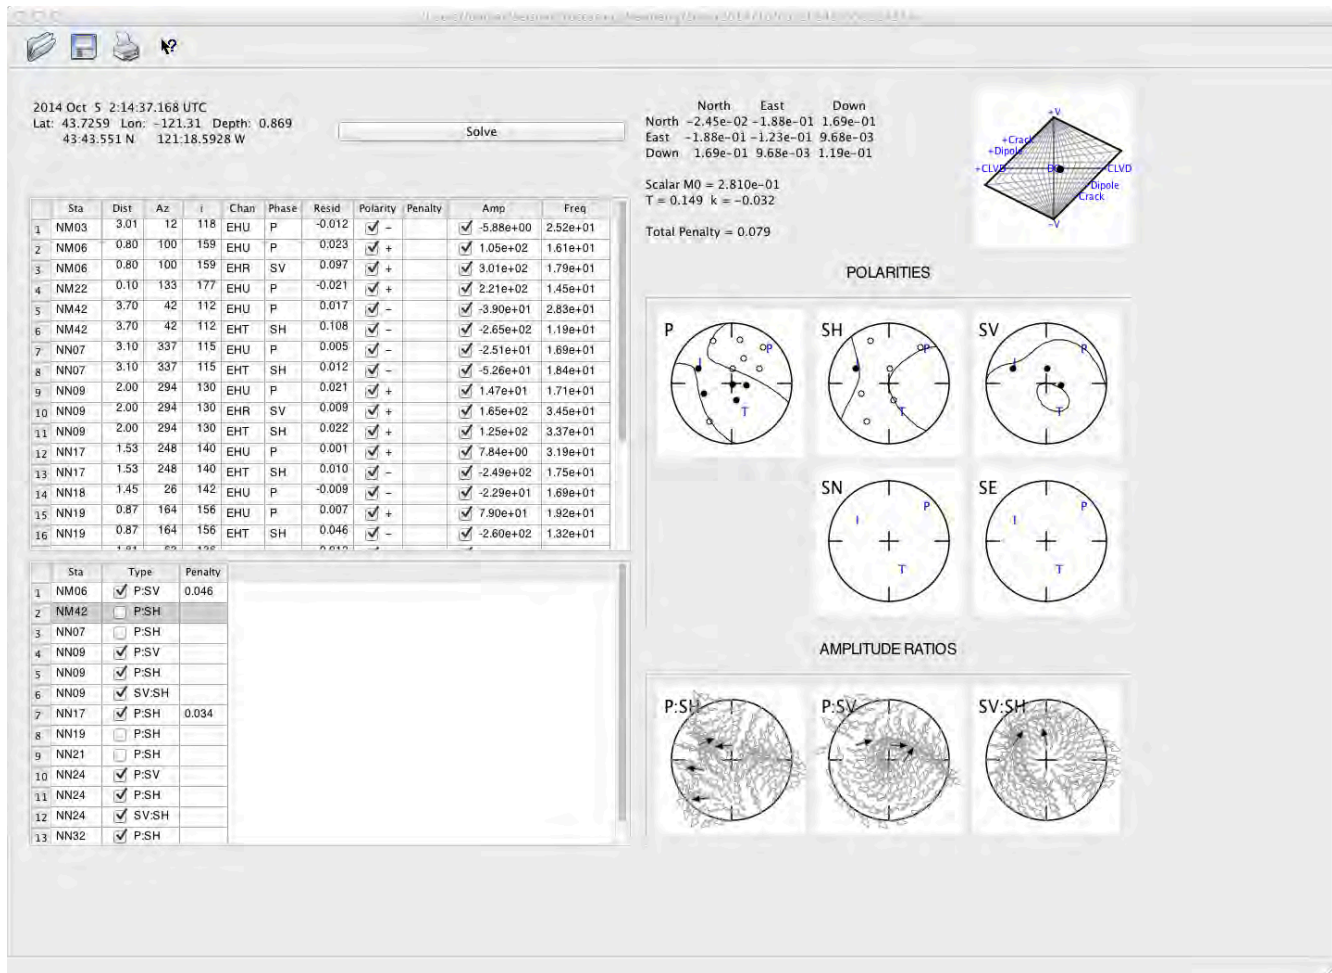 2014 Oct 5 2:14:37.168 UTC
Lat: 43.7259 Lon: -121.31 Depth: 0.869
43:43.551 N 121:18.5928 W
Solve
Sta Dist Az i Chan Phase Resid Polarity Penalty Amp Freq
1 NM03 3.01 12 118 EHU P -0.012 - -5.88e+00 2.52e+01
2 NM06 0.80 100 159 EHU P 0.023 + 1.05e+02 1.61e+01
3 NM06 0.80 100 159 EHR SV 0.097 + 3.01e+02 1.79e+01
4 NM22 0.10 133 177 EHU P -0.021 + 2.21e+02 1.45e+01
5 NM42 3.70 42 112 EHU P 0.017 - -3.90e+01 2.83e+01
6 NM42 3.70 42 112 EHT SH 0.108 - -2.65e+02 1.19e+01
7 NN07 3.10 337 115 EHU P 0.005 - -2.51e+01 1.69e+01
8 NN07 3.10 337 115 EHT SH 0.012 - -5.26e+01 1.84e+01
9 NN09 2.00 294 130 EHU P 0.021 + 1.47e+01 1.71e+01
10 NN09 2.00 294 130 EHR SV 0.009 + 1.65e+02 3.45e+01
11 NN09 2.00 294 130 EHT SH 0.022 + 1.25e+02 3.37e+01
12 NN17 1.53 248 140 EHU P 0.001 + 7.84e+00 3.19e+01
13 NN17 1.53 248 140 EHT SH 0.010 - -2.49e+02 1.75e+01
14 NN18 1.45 26 142 EHU P -0.009 - -2.29e+01 1.69e+01
15 NN19 0.87 164 156 EHU P 0.007 + 7.90e+01 1.92e+01
16 NN19 0.87 164 156 EHT SH 0.046 - -2.60e+02 1.32e+01
Sta Type Penalty
1 NM06 P:SV 0.046
2 NM42 P:SH
3 NN07 P:SH
4 NN09 P:SV
5 NN09 P:SH
6 NN09 SV:SH
7 NN17 P:SH 0.034
8 NN19 P:SH
9 NN21 P:SH
10 NN24 P:SV
11 NN24 P:SH
12 NN24 SV:SH
13 NN32 P:SH
North East Down
North -2.45e-02 -1.88e-01 1.69e-01
East -1.88e-01 -1.23e-01 9.68e-03
Down 1.69e-01 9.68e-03 1.19e-01
Scalar M0 = 2.810e-01
T = 0.149 k = -0.032
Total Penalty = 0.079
+V
+Crack
+Dipole
+CLVD
-CLVD
Dipole
Crack
-V
POLARITIES
P
P
I
T
SH
P
I
T
SV
P
I
T
SN
P
I
T
SE
P
I
T
AMPLITUDE RATIOS
P:SH
P:SV
SV:SH